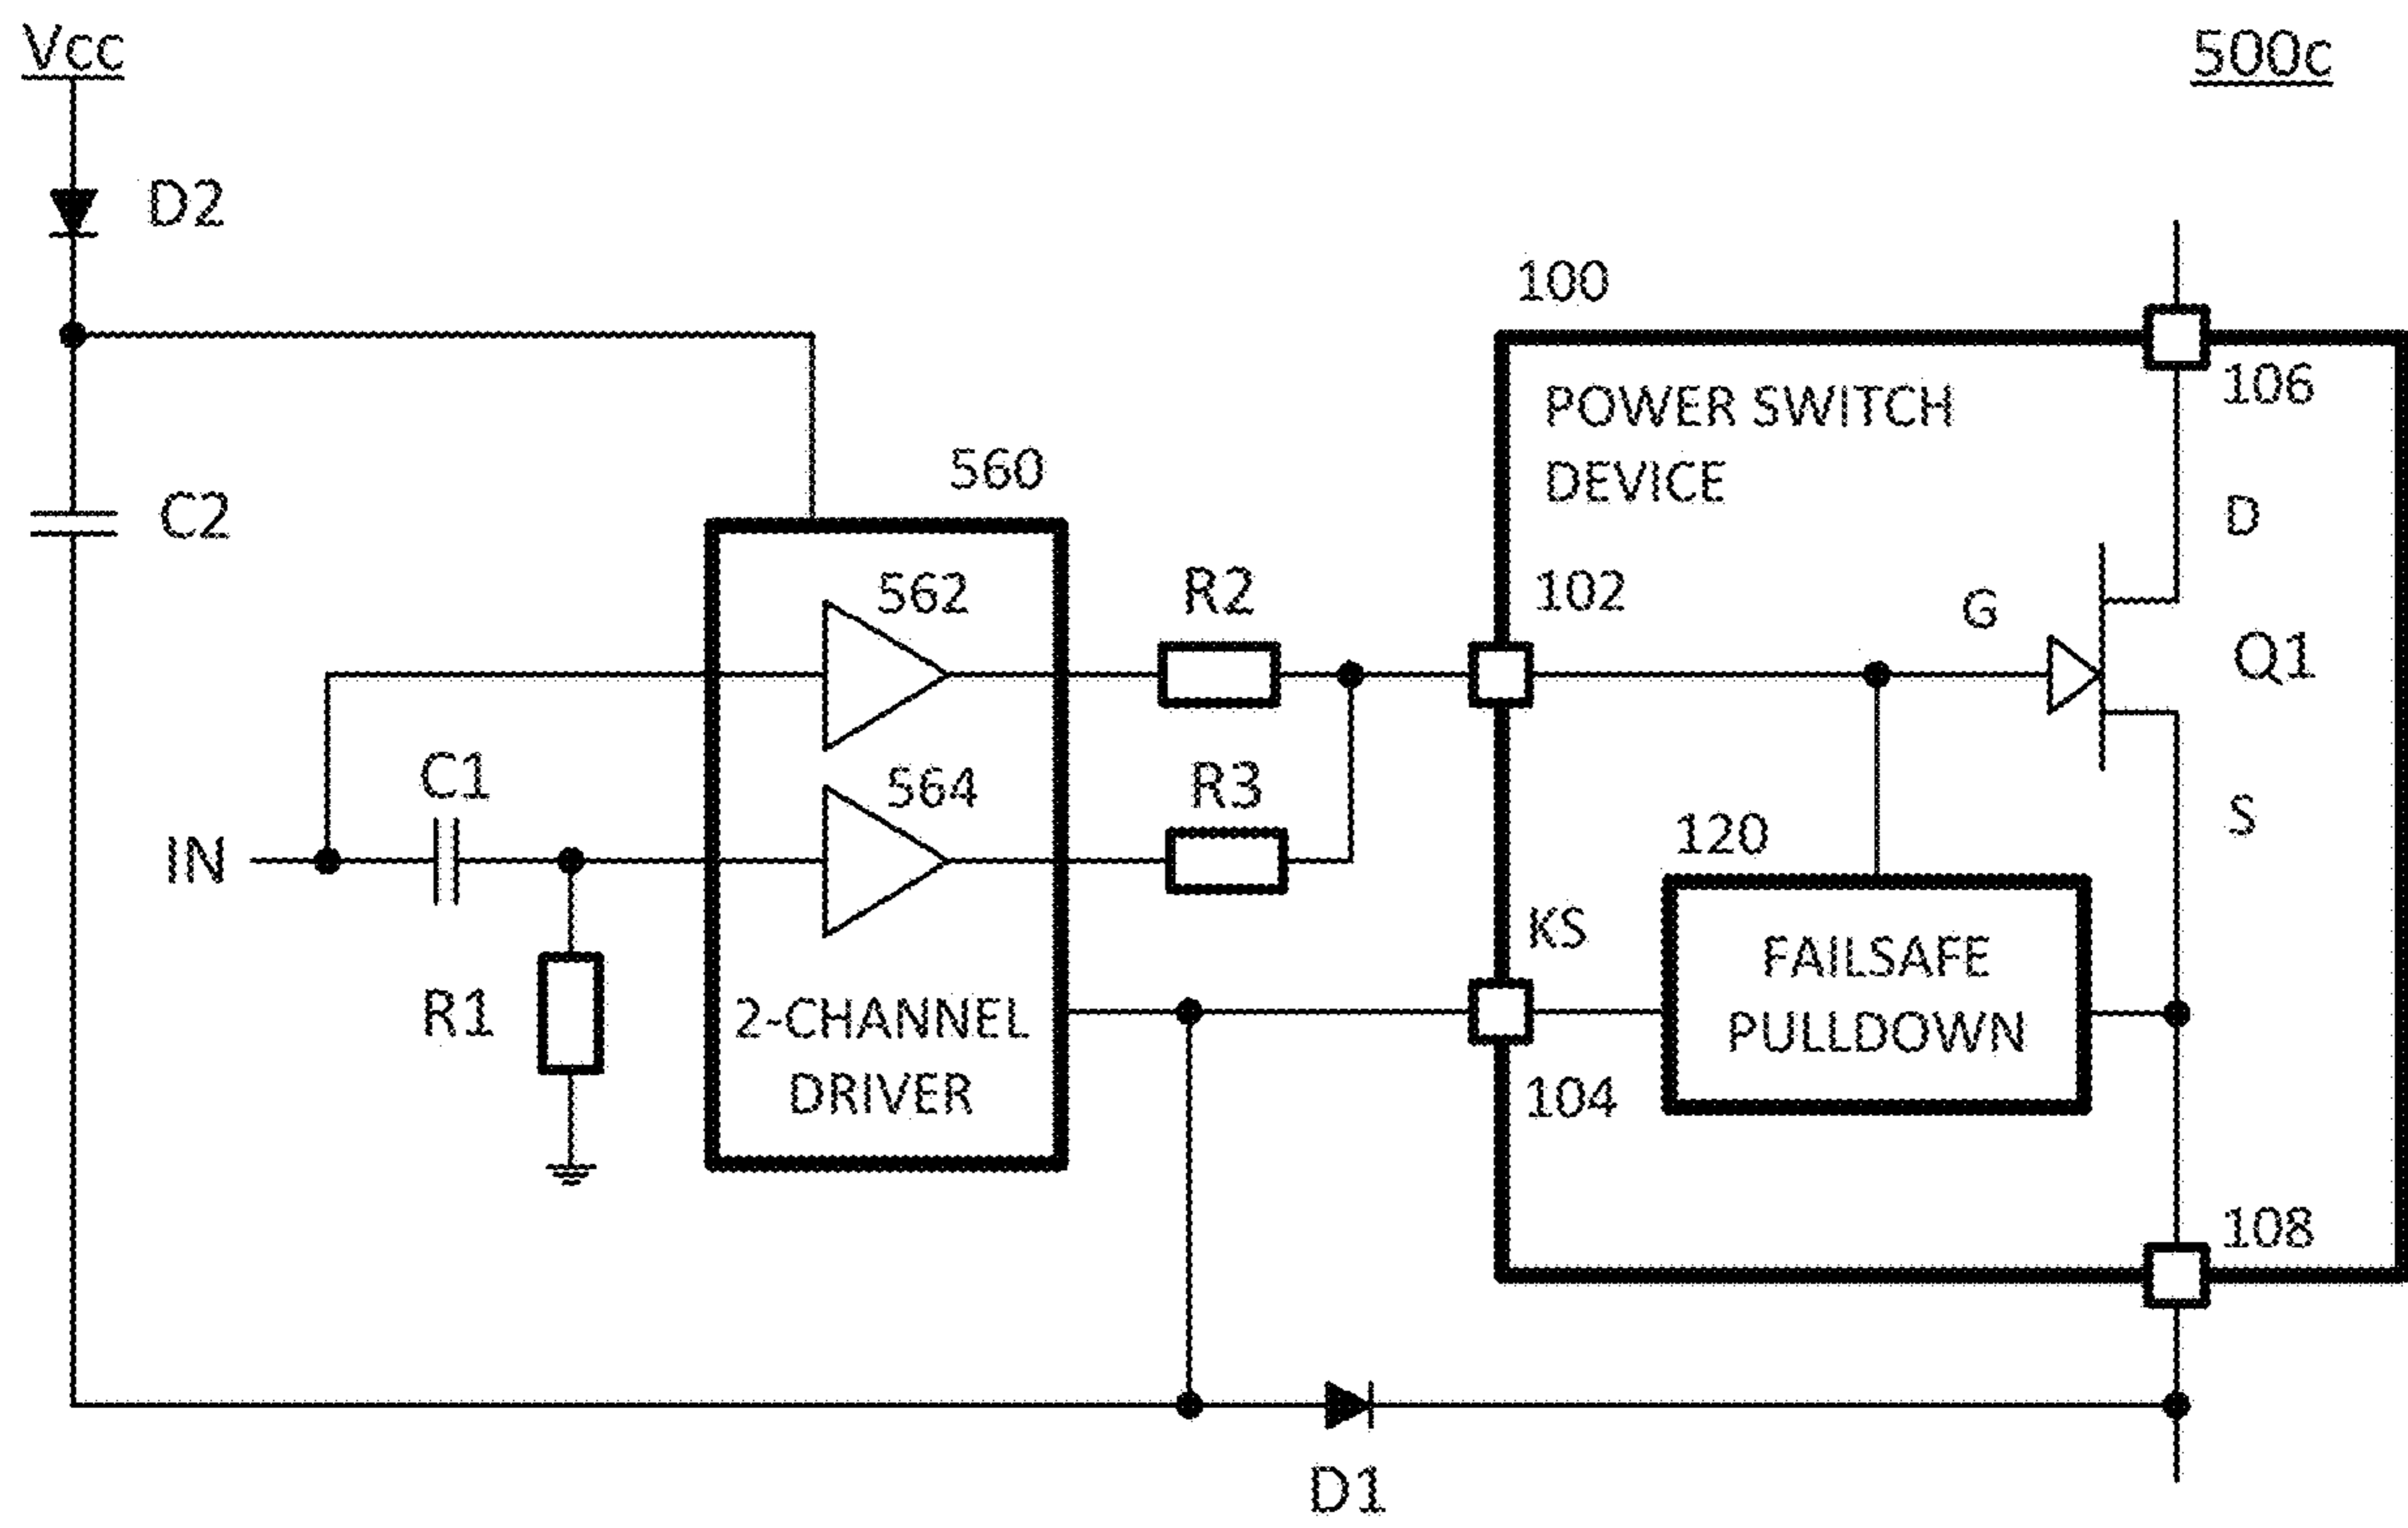 Vcc
500c
D2
100
106
POWER SWITCH
DEVICE
560
C2
D
562
R2
102
G
Q1
C1
564
R3
S
120
IN
KS
FAILSAFE
PULLDOWN
R1
2-CHANNEL
DRIVER
104
108
D1